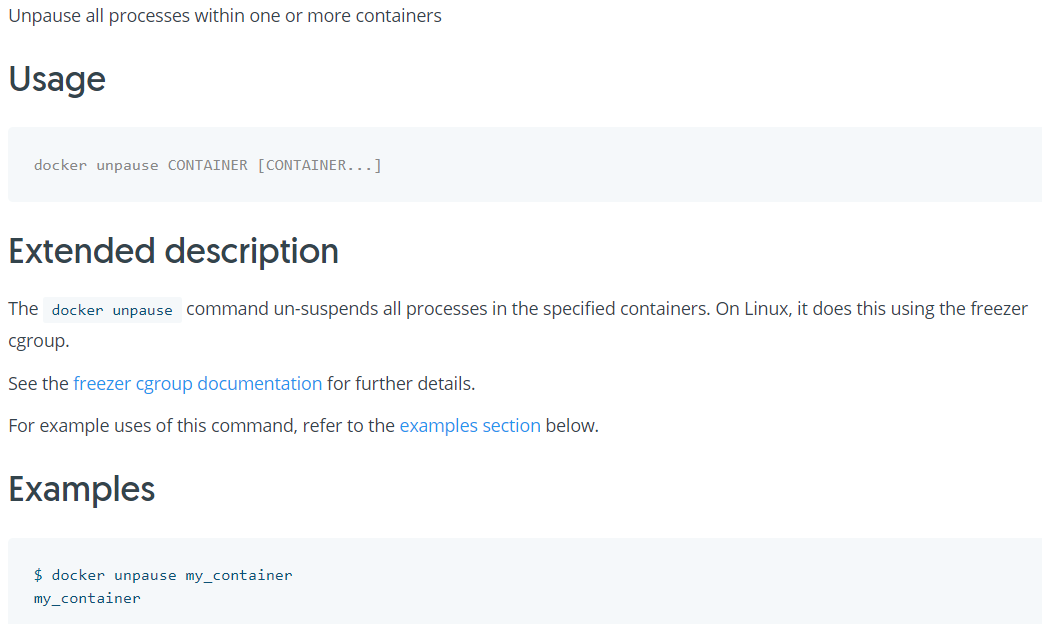 Unpause all processes within one or more containers
Usage
docker unpause CONTAINER [CONTAINER...]
Extended description
The docker unpause command un-suspends all processes in the specified containers. On Linux, it does this using the freezer
cgroup.
See the freezer cgroup documentation for further details.
For example uses of this command, refer to the examples section below.
Examples
$ docker unpause my_container
my_container